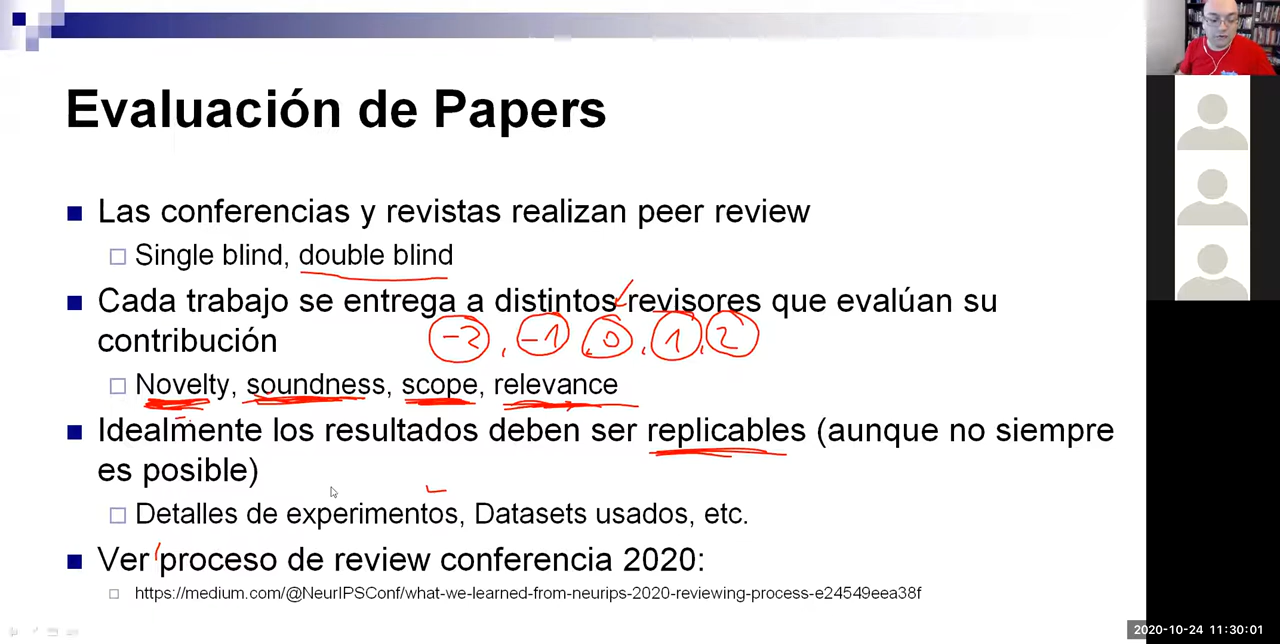 Evaluación de Papers
Las conferencias y revistas realizan peer review
Single blind, double blind
Cada trabajo se entrega a distintos revisores que evalúan su
contribución
-2, -1, 0, 1, 2
Novelty, soundness, scope, relevance
Idealmente los resultados deben ser replicables (aunque no siempre
es posible)
Detalles de experimentos, Datasets usados, etc.
Ver proceso de review conferencia 2020:
https://medium.com/@NeurIPSConf/what-we-learned-from-neurips-2020-reviewing-process-e24549eea38f
2020-10-24 11:30:01